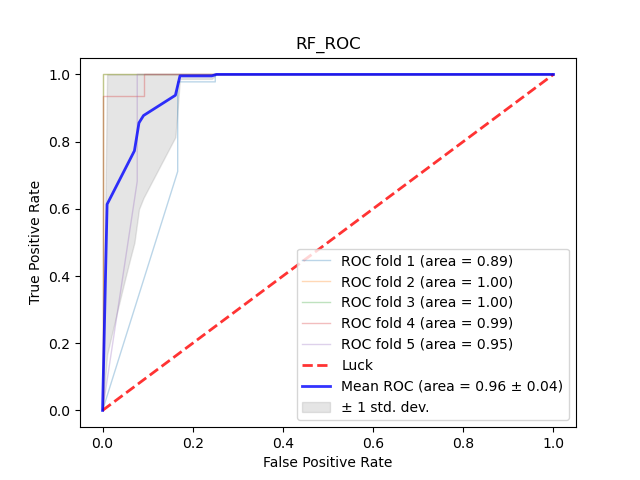 RF_ROC
1.0
0.8
0.6
0.4
0.2
0.0
True Positive Rate
ROC fold 1 (area = 0.89)
ROC fold 2 (area = 1.00)
ROC fold 3 (area = 1.00)
ROC fold 4 (area = 0.99)
ROC fold 5 (area = 0.95)
Luck
Mean ROC (area = 0.96 ± 0.04)
± 1 std. dev.
0.0 0.2 0.4 0.6 0.8 1.0
False Positive Rate